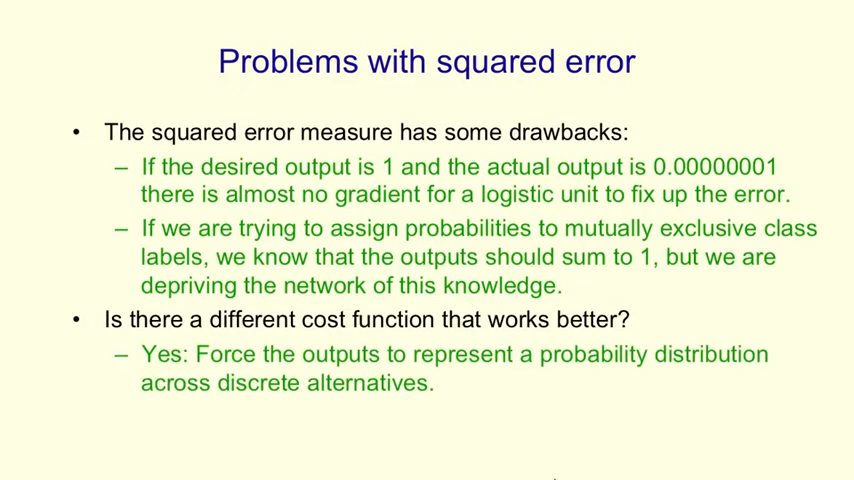 Problems with squared error
• The squared error measure has some drawbacks:
– If the desired output is 1 and the actual output is 0.00000001
there is almost no gradient for a logistic unit to fix up the error.
– If we are trying to assign probabilities to mutually exclusive class
labels, we know that the outputs should sum to 1, but we are
depriving the network of this knowledge.
• Is there a different cost function that works better?
– Yes: Force the outputs to represent a probability distribution
across discrete alternatives.